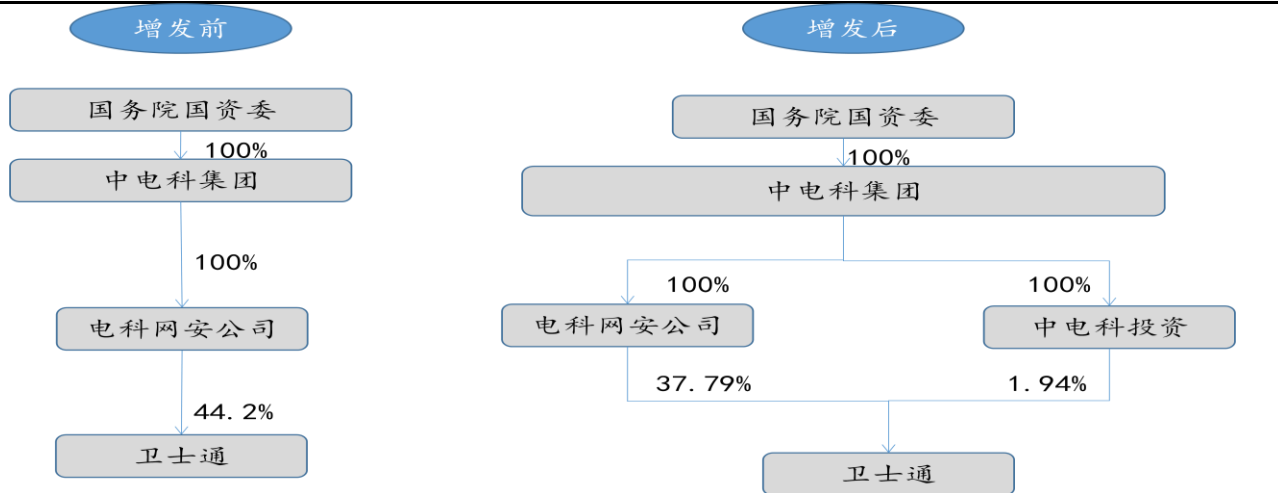 增发前
国务院国资委
100%
中电科集团
100%
电科网安公司
44.2%
卫士通
增发后
国务院国资委
100%
中电科集团
100%
100%
电科网安公司
中电科投资
37.79%
1.94%
卫士通